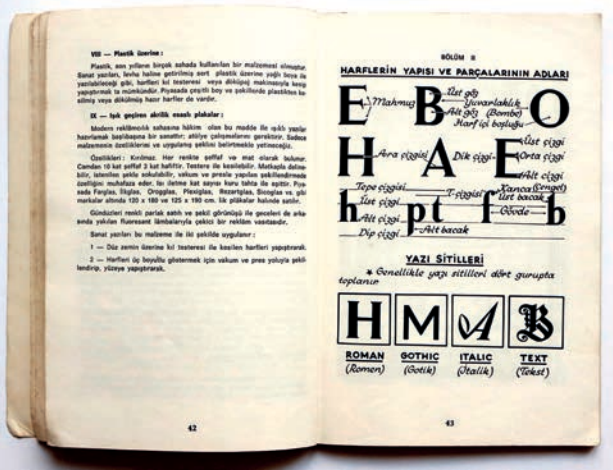 VIII — Plastik üzerine :
Plastik, son yılların birçok sahada kullanılan bir malzemesi olmuştur.
Sanat yazıları, levha haline getirilmiş sert plastik üzerine yağlı boya ile
yazılabileceği gibi, harfleri kıl testeresi veya dököpaj makinasıyla kesip
yapıştırmak ta mümkündür. Piyasada çeşitli boy ve şekillerde plastikten ke-
silmiş veya dökülmüş hazır harfler de vardır.
IX — Işık geçiren akrilik esaslı plakalar :
Modern reklâmcılık sahasına hâkim olan bu madde ile ışıklı yazılar
hazırlamak başlıbaşına bir sanattır; atölye çalışmalarını gerektirir. Sadece
malzemenin özelliklerini ve uygulanış şeklini belirtmekle yetineceğiz.
Özellikleri : Kırılmaz. Her renkte şeffaf ve mat olarak bulunur.
Camdan 10 kat şeffaf 3 kat hafiftir. Testere ile kesilebilir. Matkapla deline-
bilir, istenilen şekle sokulabilir, vakum ve presle yapılan şekillendirmede
özelliğini muhafaza eder. Isı iletme kat sayısı kuru tahta ile eşittir. Piya-
sada Feyglas, İlkglas, Orogglas, Plexiglas, Rezartglas, Bioglas vs. gibi
markalar altında 120 x 180 ve 125 x 190 cm. lik plâkalar halinde satılır.
Gündüzleri renkli parlak satıh ve şekil görünüşü ile geceleri de arka-
sında yakılan fluoresant lâmbalarıyla çekici bir reklâm vasıtasıdır.
Sanat yazıları bu malzeme ile iki şekilde uygulanır :
1 — Düz zemin üzerine kıl testeresi ile kesilen harfleri yapıştırarak.
2 — Harfleri üç boyutlu göstermek için vakum ve pres yoluyla şekil-
lendirip, yüzeye yapıştırarak.
42
BÖLÜM II
HARFLERİN YAPISI VE PARÇALARININ ADLARI
E Mahmuz B Üst göz Yuvarlaklık Alt göz (Bombe) Harf içi boşluğu O
H Ara çizgisi A Dik çizgi E Üst çizgi Orta çizgi Alt çizgi
Tepe çizgisi T-çizgisi Kanca (Çengel)
h Üst çizgi Alt çizgi pt f Üst bacak Gövde b
Dip çizgi Alt bacak
YAZI SİTİLLERİ
★ Genellikle yazı sitilleri dört gurupta
toplanır
H M A B
ROMAN GOTHIC ITALIC TEXT
(Romen) (Gotik) (İtalik) (Tekst)
43